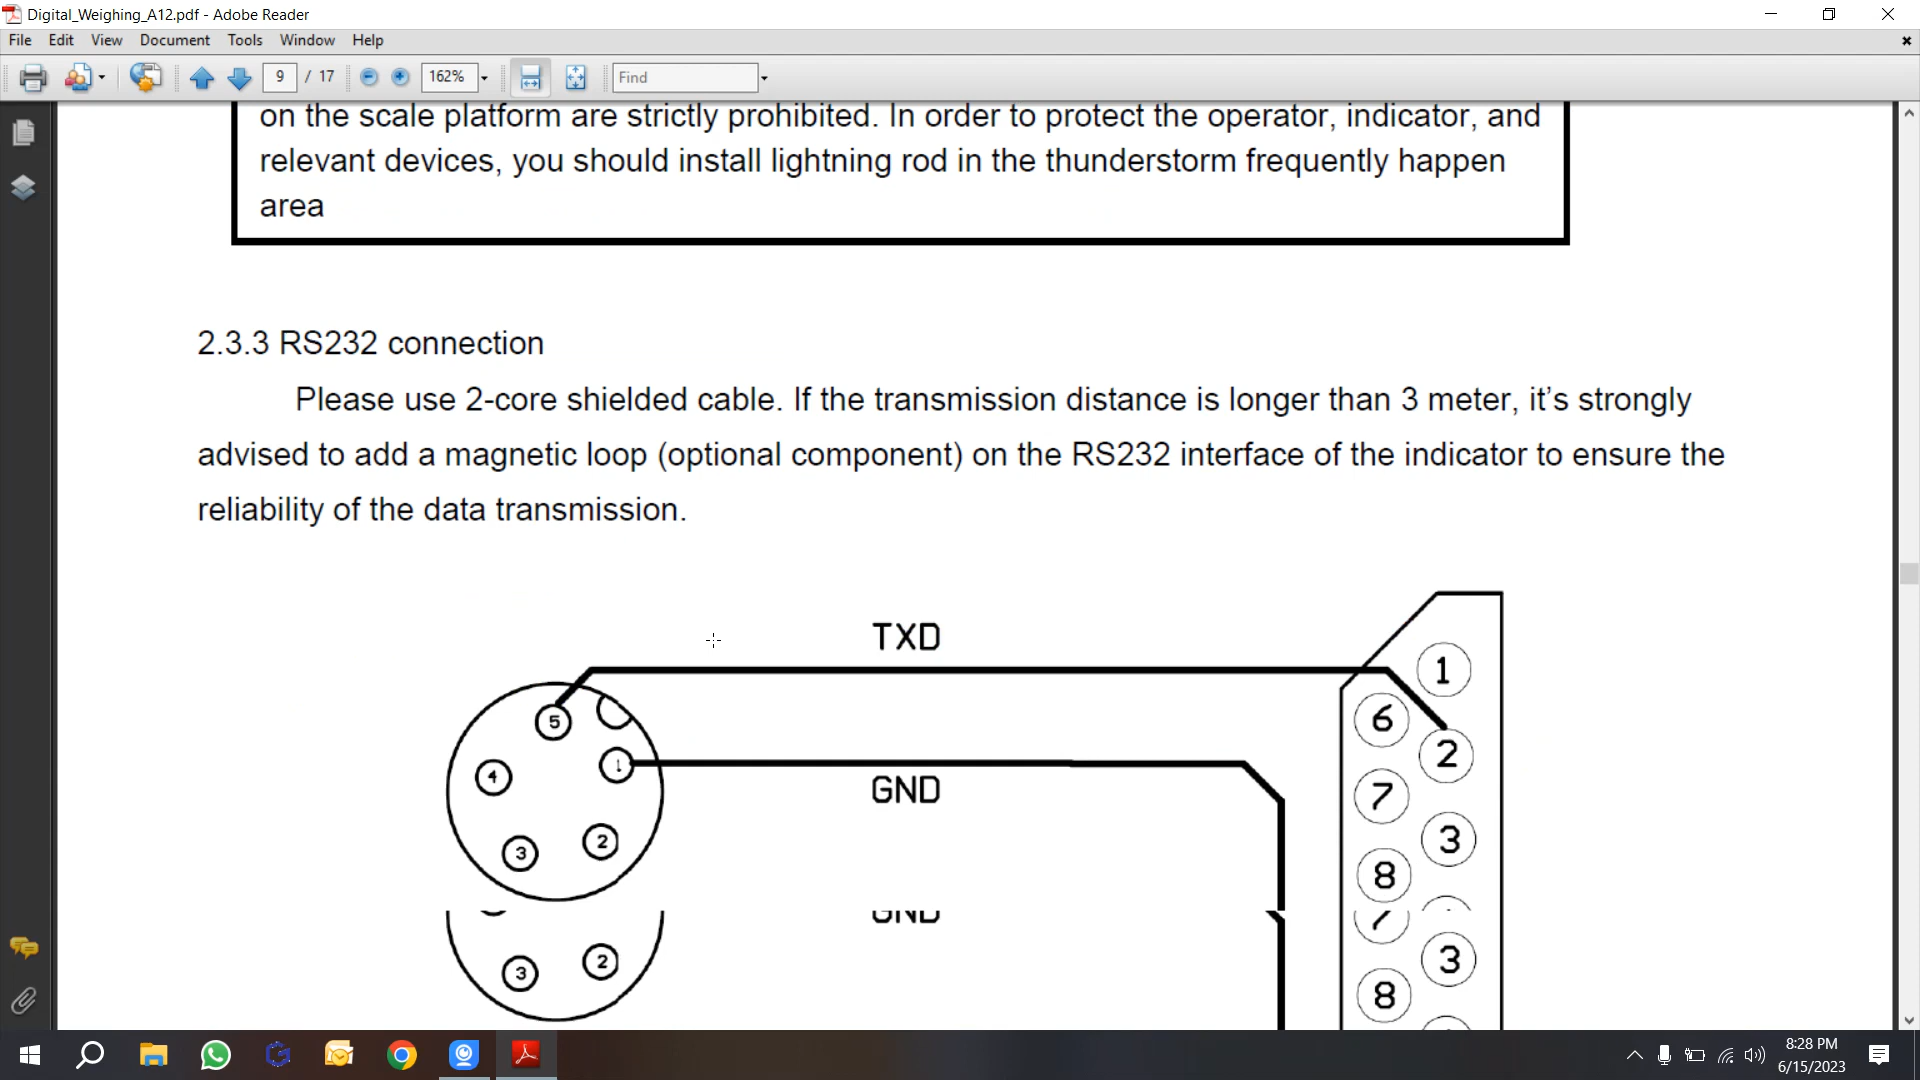 Digital_Weighing_A12.pdf - Adobe Reader
File Edit View Document Tools Window Help
9 / 17 162% Find
on the scale platform are strictly prohibited. In order to protect the operator, indicator, and
relevant devices, you should install lightning rod in the thunderstorm frequently happen
area
2.3.3 RS232 connection
Please use 2-core shielded cable. If the transmission distance is longer than 3 meter, it’s strongly
advised to add a magnetic loop (optional component) on the RS232 interface of the indicator to ensure the
reliability of the data transmission.
TXD
1
5 6
2
1
4 GND 7
3
3 2 8
GND 7
3 2 3
8
8:28 PM
6/15/2023